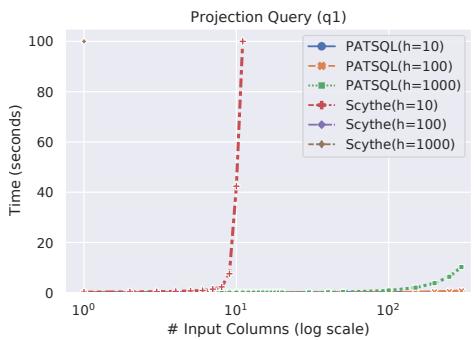 Projection Query (q1)
100
80
60
40
20
0
Time (seconds)
PATSQL(h=10)
PATSQL(h=100)
PATSQL(h=1000)
Scythe(h=10)
Scythe(h=100)
Scythe(h=1000)
10⁰
10¹
10²
# Input Columns (log scale)